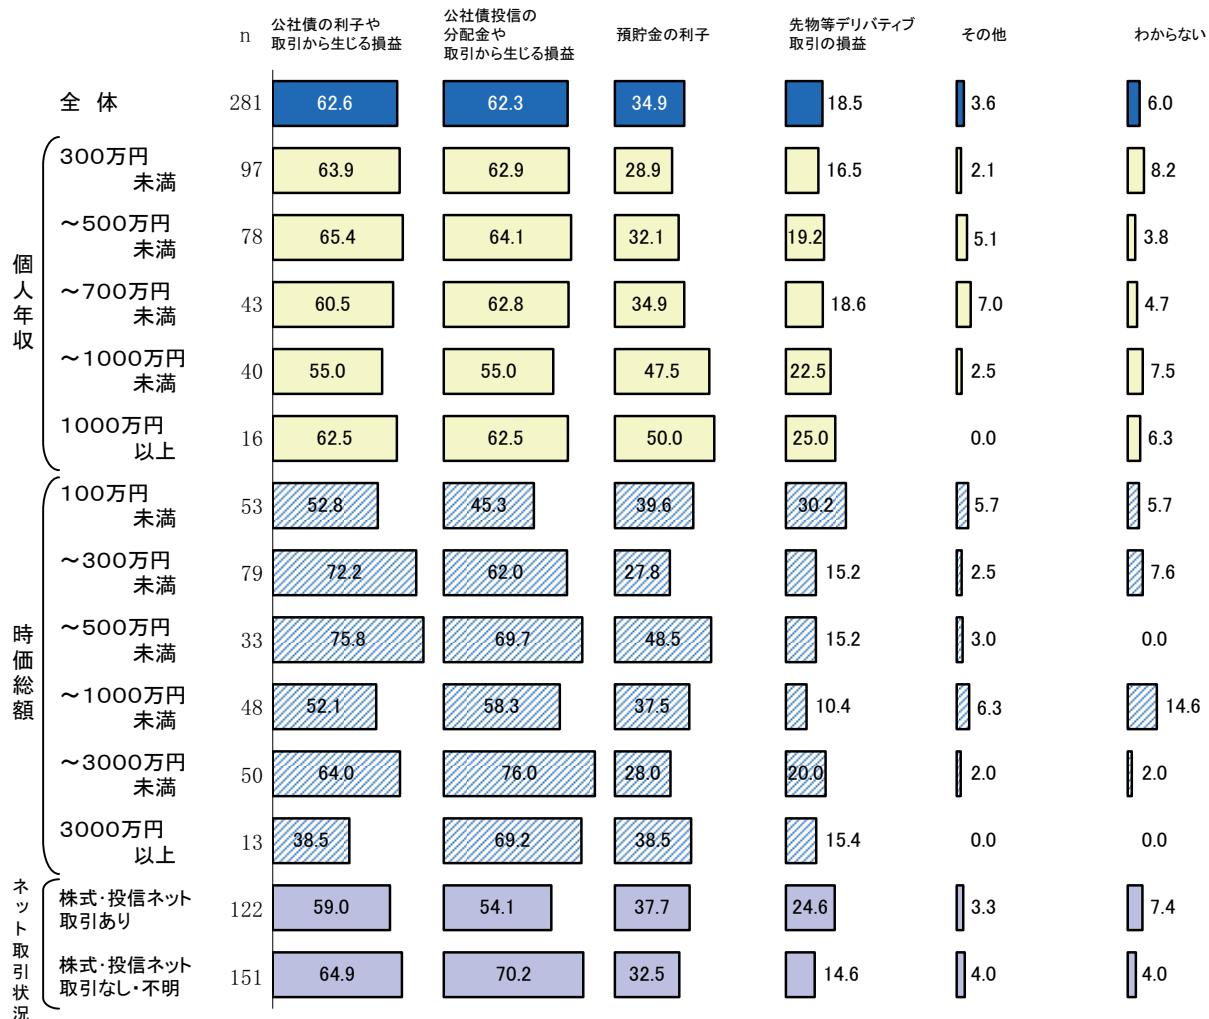 n
公社債の利子や
取引から生じる損益
公社債投信の
分配金や
取引から生じる損益
預貯金の利子
先物等デリバティブ
取引の損益
その他
わからない
全 体 281 62.6 62.3 34.9 18.5 3.6 6.0
個人年収
300万円
未満
97 63.9 62.9 28.9 16.5 2.1 8.2
～500万円
未満
78 65.4 64.1 32.1 19.2 5.1 3.8
～700万円
未満
43 60.5 62.8 34.9 18.6 7.0 4.7
～1000万円
未満
40 55.0 55.0 47.5 22.5 2.5 7.5
1000万円
以上
16 62.5 62.5 50.0 25.0 0.0 6.3
時価総額
100万円
未満
53 52.8 45.3 39.6 30.2 5.7 5.7
～300万円
未満
79 72.2 62.0 27.8 15.2 2.5 7.6
～500万円
未満
33 75.8 69.7 48.5 15.2 3.0 0.0
～1000万円
未満
48 52.1 58.3 37.5 10.4 6.3 14.6
～3000万円
未満
50 64.0 76.0 28.0 20.0 2.0 2.0
3000万円
以上
13 38.5 69.2 38.5 15.4 0.0 0.0
ネット取引状況
株式・投信ネット
取引あり
122 59.0 54.1 37.7 24.6 3.3 7.4
株式・投信ネット
取引なし・不明
151 64.9 70.2 32.5 14.6 4.0 4.0